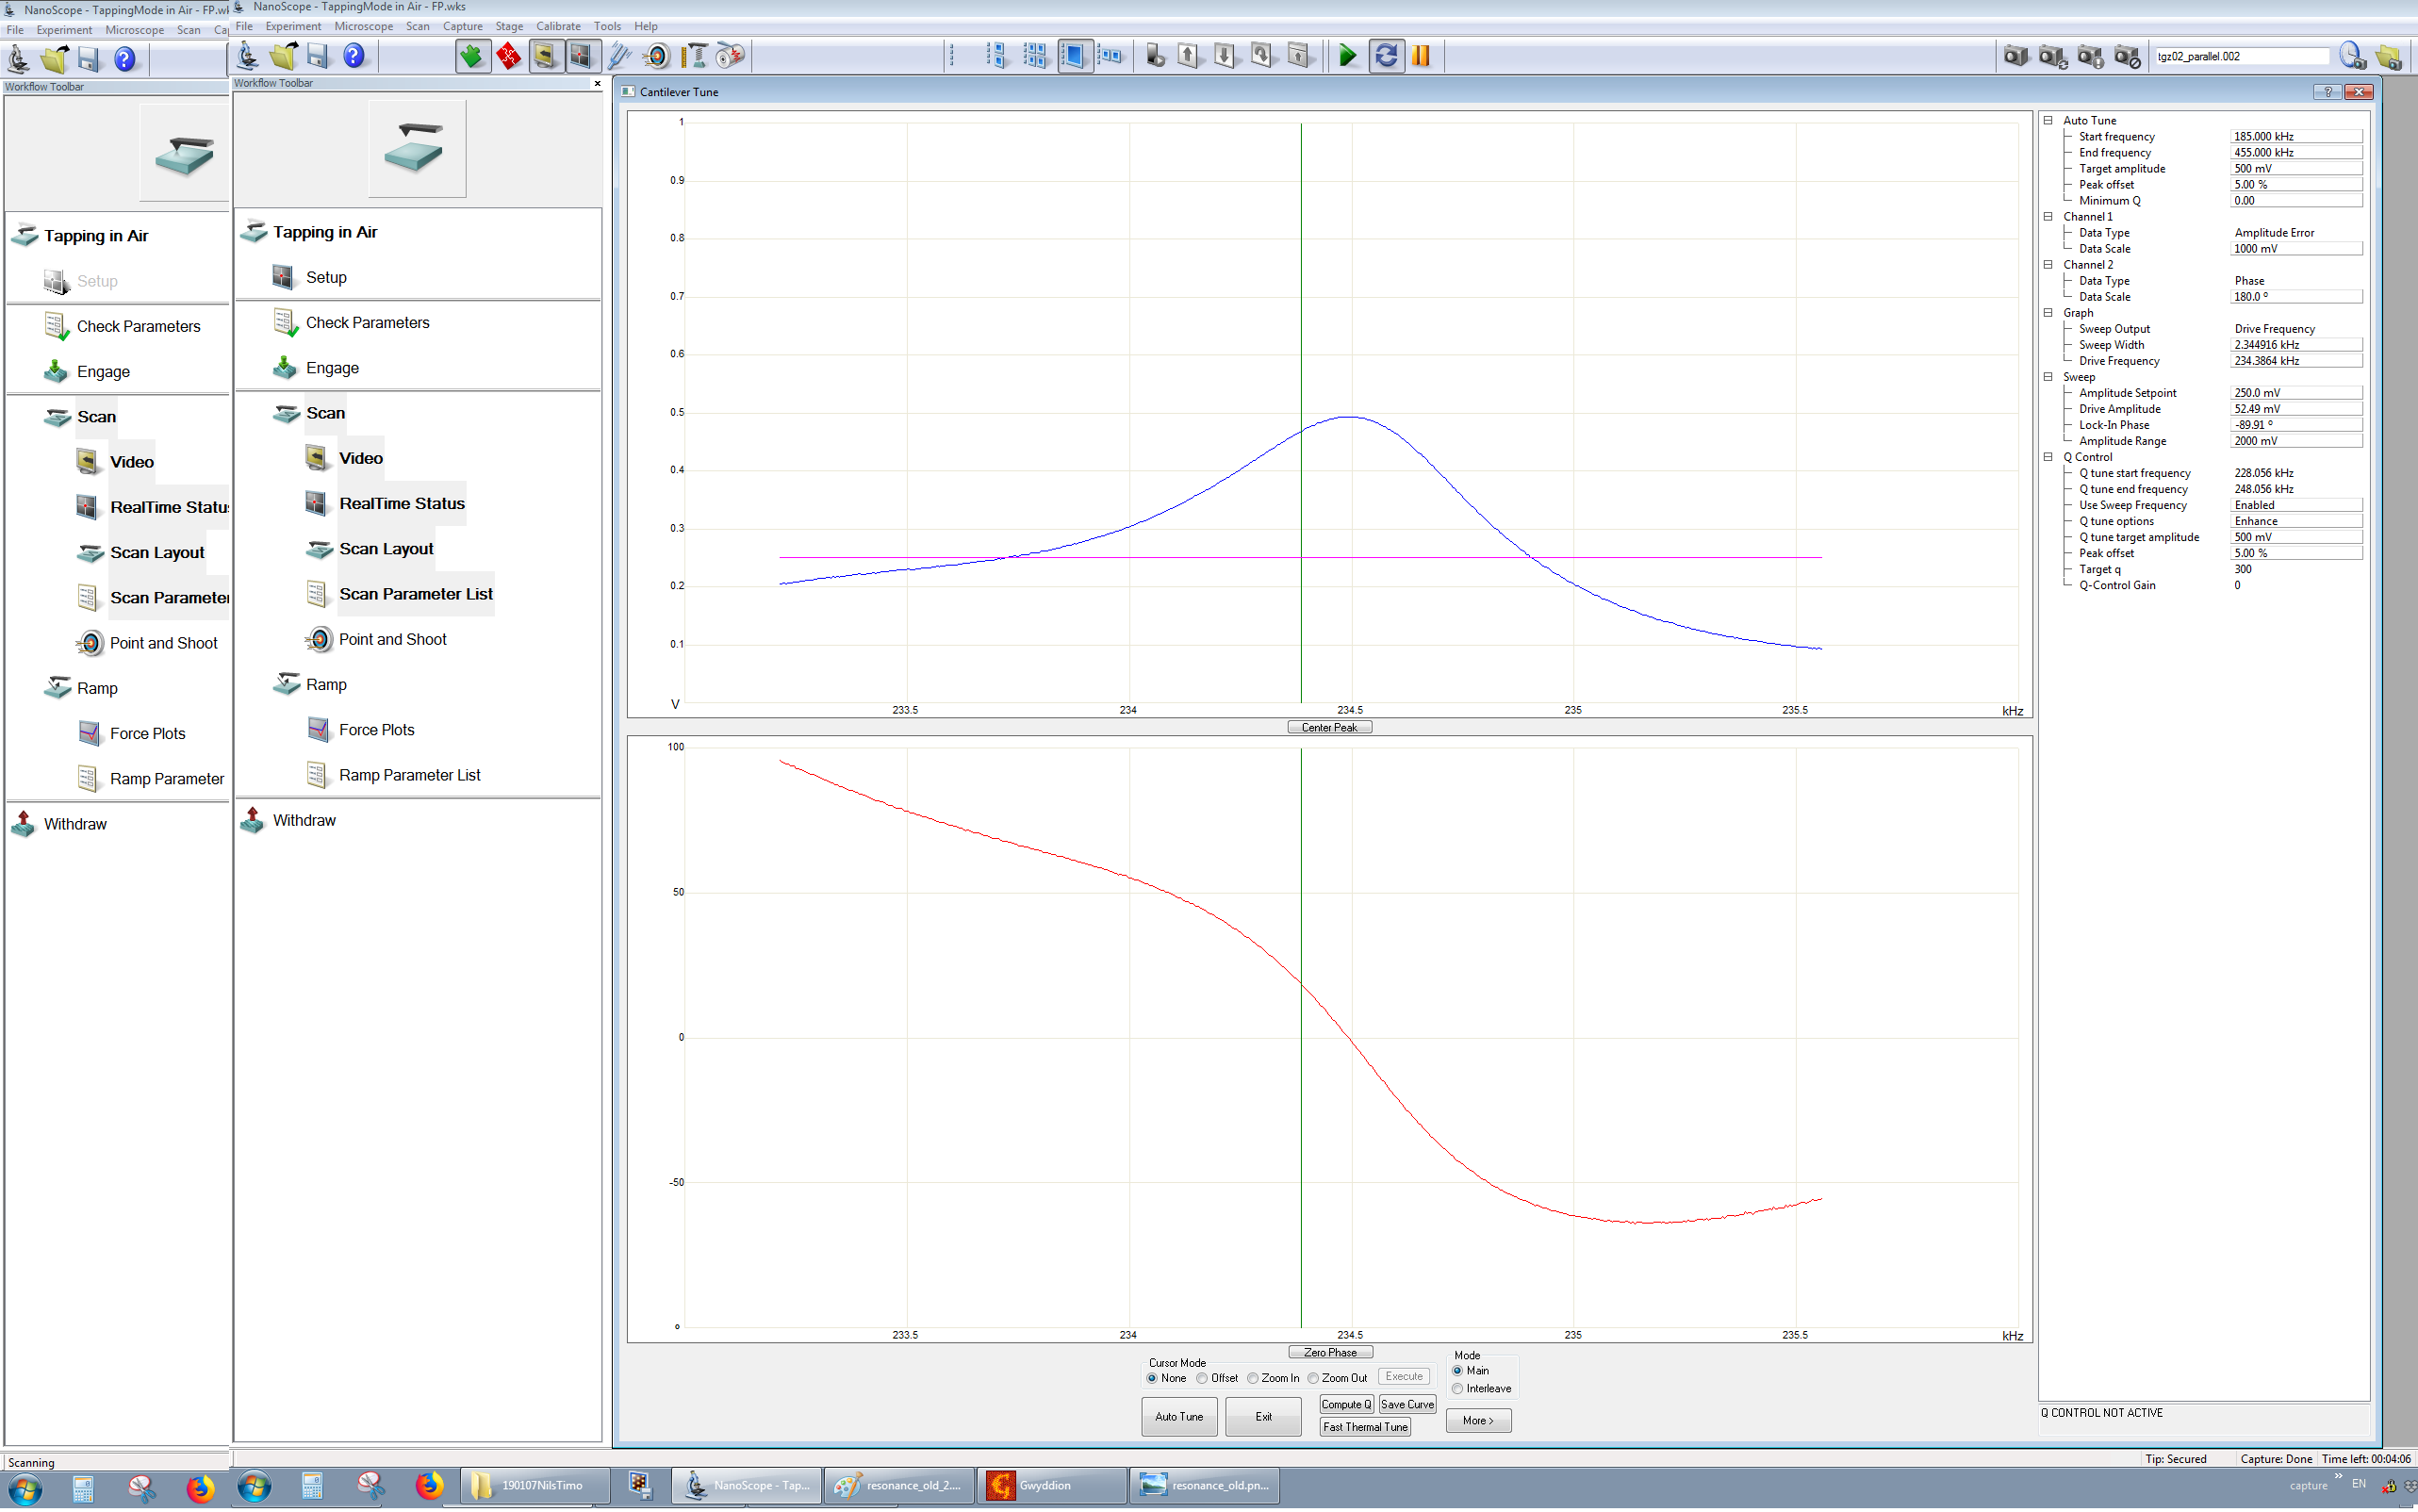 NanoScope - TappingMode in Air - FP.wks
File Experiment Microscope Scan
Workflow Toolbar
Tapping in Air
Setup
Check Parameters
Engage
Scan
Video
RealTime
Scan Layout
Scan
Point and Shoot
Ramp
Force Plots
Ramp Parameter
Withdraw
Scanning
NanoScope - TappingMode in Air - FP.wks
File Experiment Microscope Scan Capture Stage Calibrate Tools Help
tgz02_parallel.002
Workflow Toolbar
Tapping in Air
Setup
Check Parameters
Engage
Scan
Video
RealTime Status
Scan Layout
Scan Parameter List
Point and Shoot
Ramp
Force Plots
Ramp Parameter List
Withdraw
Cantilever Tune
1
0.9
0.8
0.7
0.6
0.5
0.4
0.3
0.2
0.1
V
233.5 234 234.5 235 235.5 kHz
Center Peak
100
50
0
-50
°
233.5 234 234.5 235 235.5 kHz
Zero Phase
Cursor Mode
None Offset Zoom In Zoom Out Execute
Mode
Main
Interleave
Auto Tune Exit
Compute Q Save Curve
Fast Thermal Tune
More >
Auto Tune
Start frequency 185.000 kHz
End frequency 455.000 kHz
Target amplitude 500 mV
Peak offset 5.00 %
Minimum Q 0.00
Channel 1
Data Type Amplitude Error
Data Scale 1000 mV
Channel 2
Data Type Phase
Data Scale 180.0 º
Graph
Sweep Output Drive Frequency
Sweep Width 2.344916 kHz
Drive Frequency 234.3864 kHz
Sweep
Amplitude Setpoint 250.0 mV
Drive Amplitude 52.49 mV
Lock-In Phase -89.91 º
Amplitude Range 2000 mV
Q Control
Q tune start frequency 228.056 kHz
Q tune end frequency 248.056 kHz
Use Sweep Frequency Enabled
Q tune options Enhance
Q tune target amplitude 500 mV
Peak offset 5.00 %
Target q 300
Q-Control Gain 0
Q CONTROL NOT ACTIVE
Tip: Secured Capture: Done Time left: 00:04:06
190107NilsTimo NanoScope - Tap... resonance_old_2.... Gwyddion resonance_old.pn... capture » EN